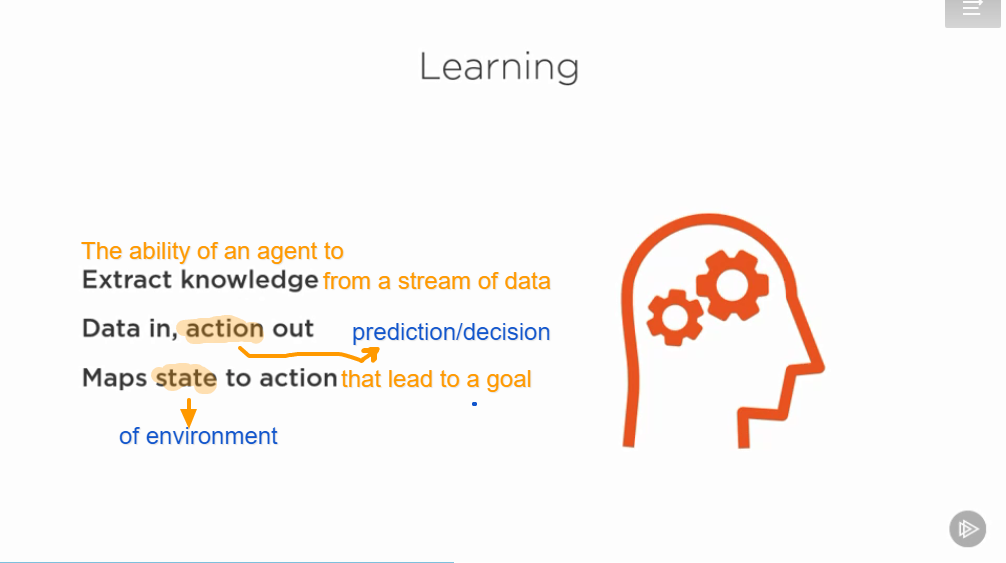 Learning
The ability of an agent to
Extract knowledge from a stream of data
Data in, action out prediction/decision
Maps state to action that lead to a goal
of environment